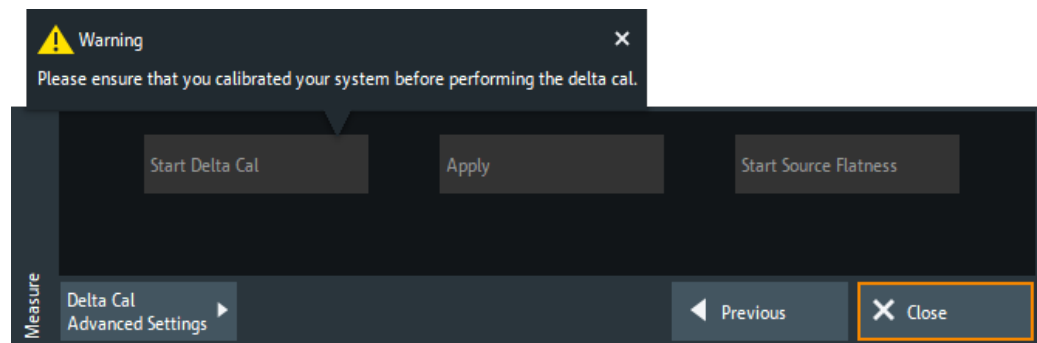 Warning
Please ensure that you calibrated your system before performing the delta cal.
Start Delta Cal
Apply
Start Source Flatness
Measure
Delta Cal
Advanced Settings
Previous
Close